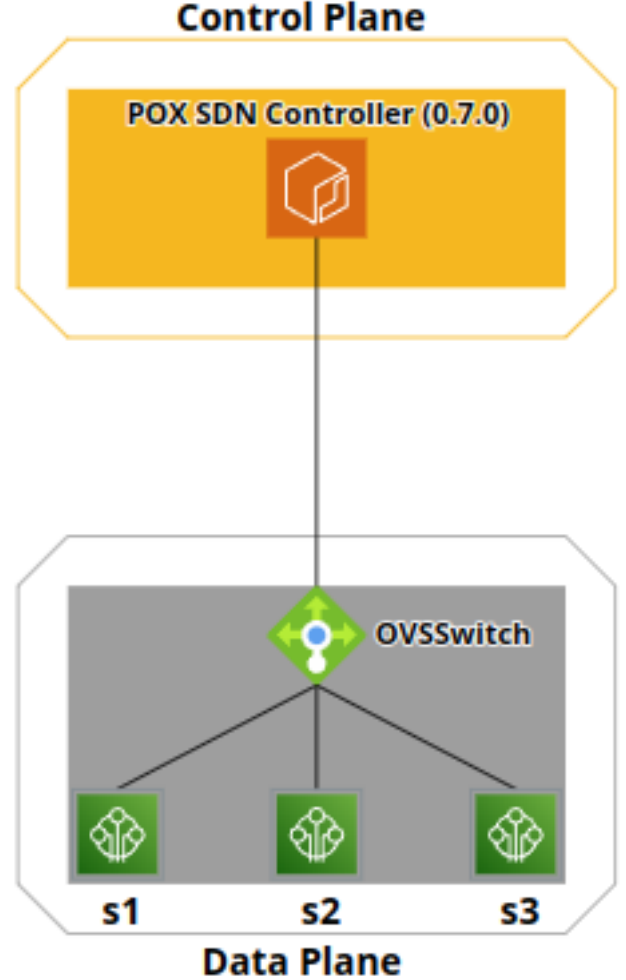 Control Plane
POX SDN Controller (0.7.0)
OVSSwitch
s1 s2 s3
Data Plane